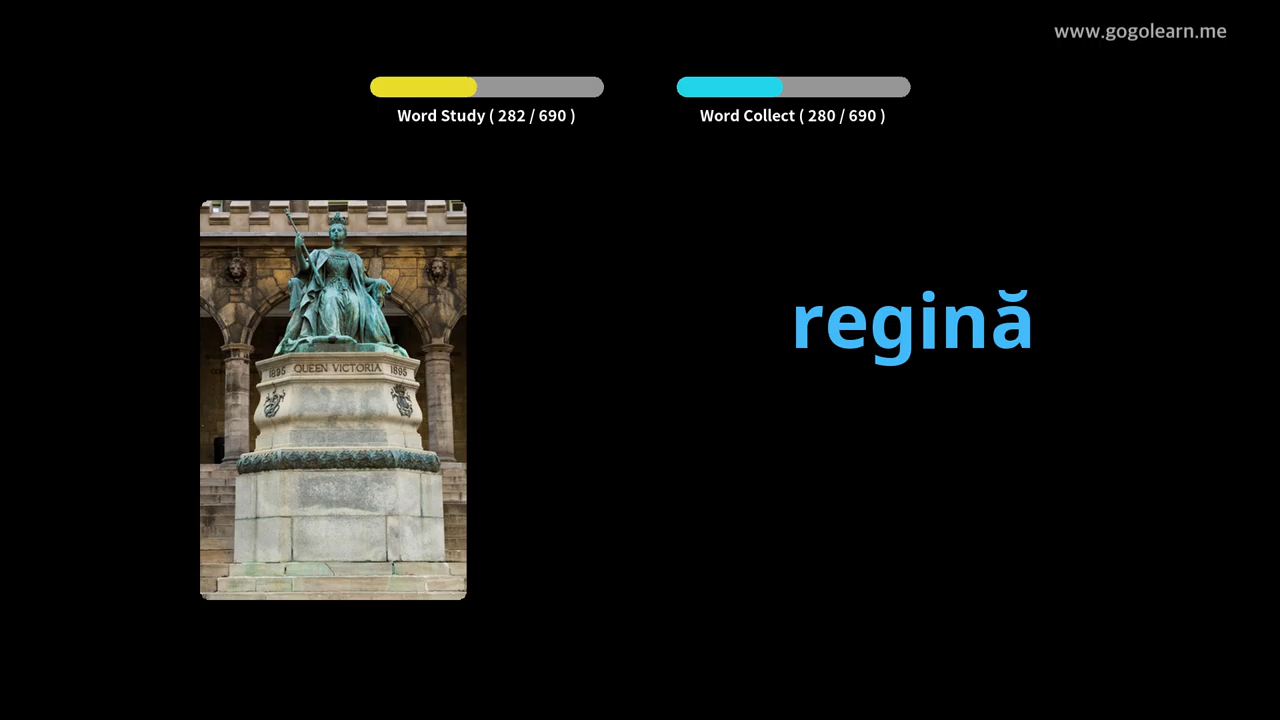 www.gogolearn.me
Word Study ( 282 / 690 )
Word Collect ( 280 / 690 )
regină
1895 QUEEN VICTORIA 1895